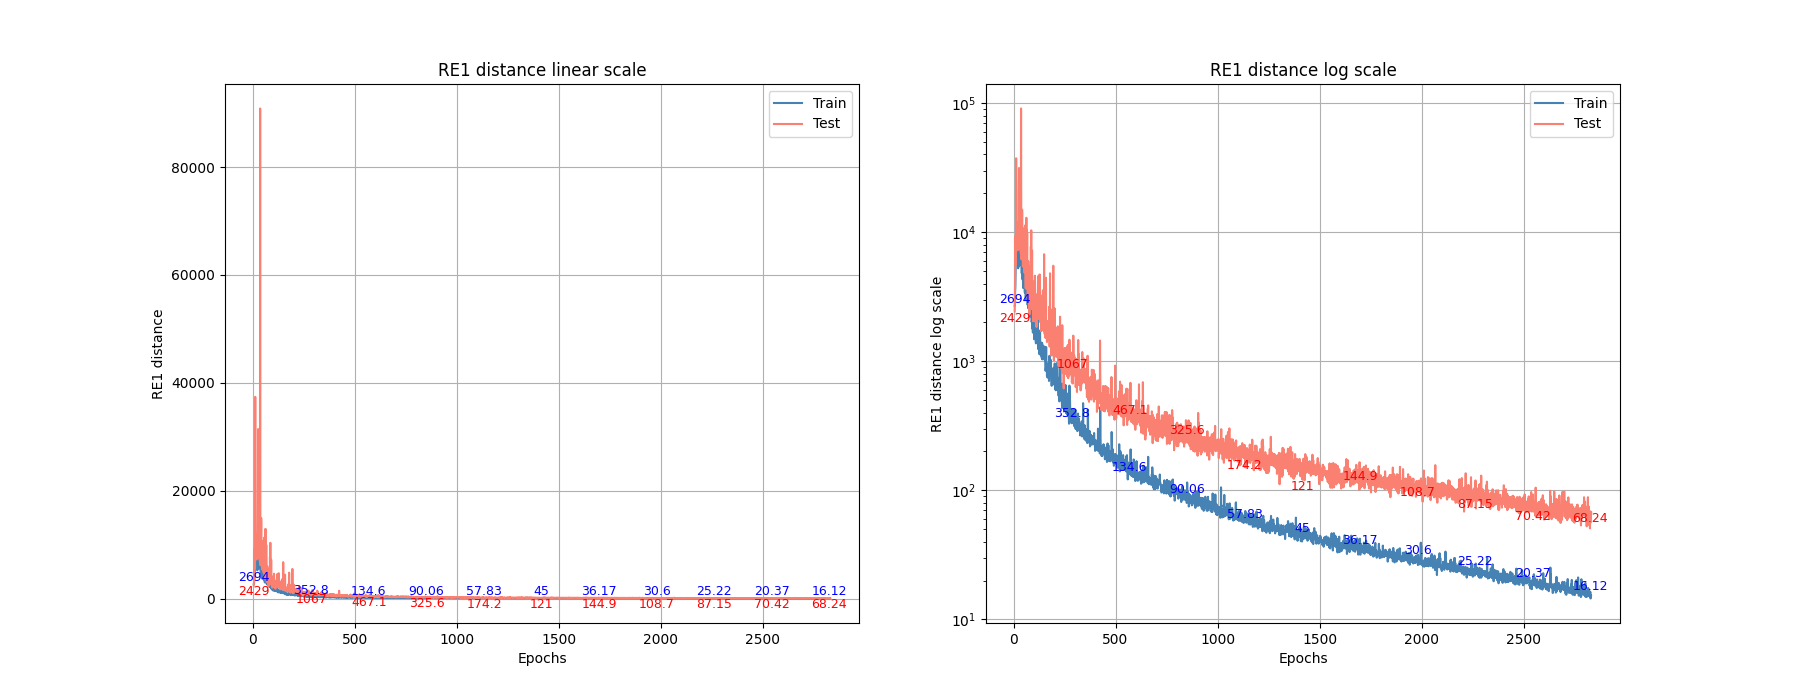 RE1 distance linear scale
Train
Test
RE1 distance
80000
60000
40000
20000
0
2694 352.8 134.6 90.06 57.83 45 36.17 30.6 25.22 20.37 16.12
2429 1067 467.1 325.6 174.2 121 144.9 108.7 87.15 70.42 68.24
0 500 1000 1500 2000 2500
Epochs
RE1 distance log scale
Train
Test
RE1 distance log scale
10^5
10^4
10^3
10^2
10^1
2694 352.8 134.6 90.06 57.83 45 36.17 30.6 25.22 20.37 16.12
2429 1067 467.1 325.6 174.2 121 144.9 108.7 87.15 70.42 68.24
0 500 1000 1500 2000 2500
Epochs